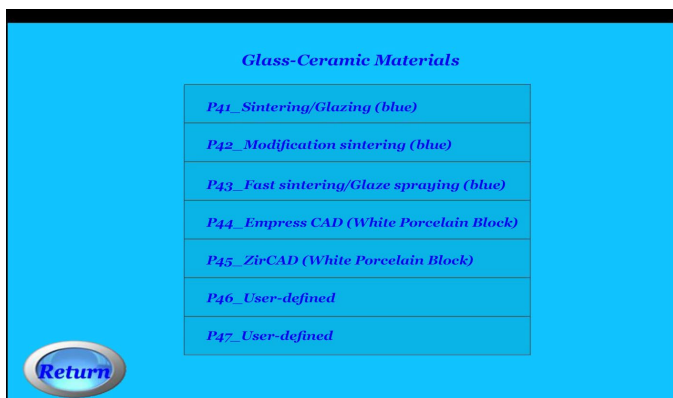 Glass-Ceramic Materials
P41_Sintering/Glazing (blue)
P42_Modification sintering (blue)
P43_Fast sintering/Glaze spraying (blue)
P44_Empress CAD (White Porcelain Block)
P45_ZirCAD (White Porcelain Block)
P46_User-defined
P47_User-defined
Return